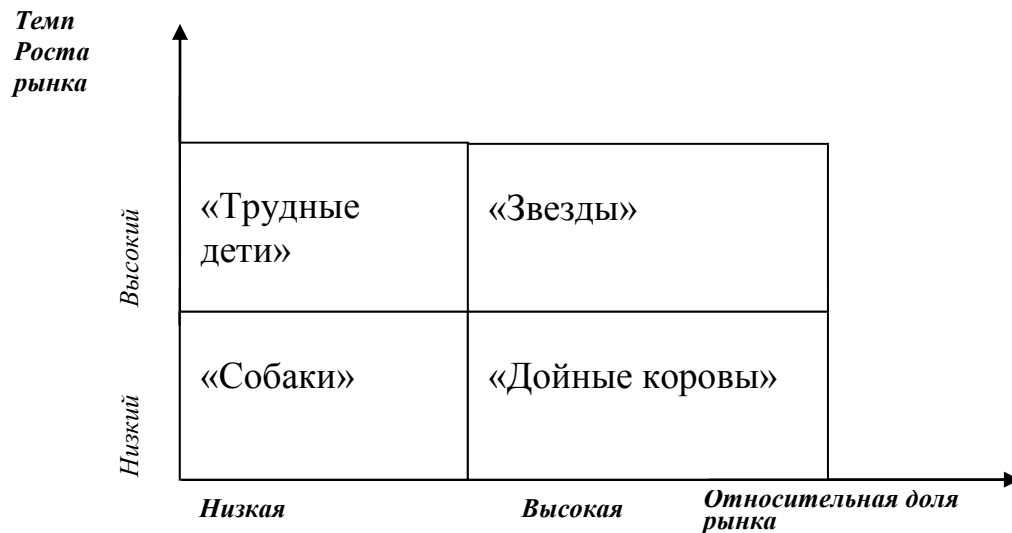 Темп
Роста
рынка
Высокий
«Трудные
дети»
«Звезды»
Низкий
«Собаки»
«Дойные коровы»
Низкая
Высокая
Относительная доля
рынка